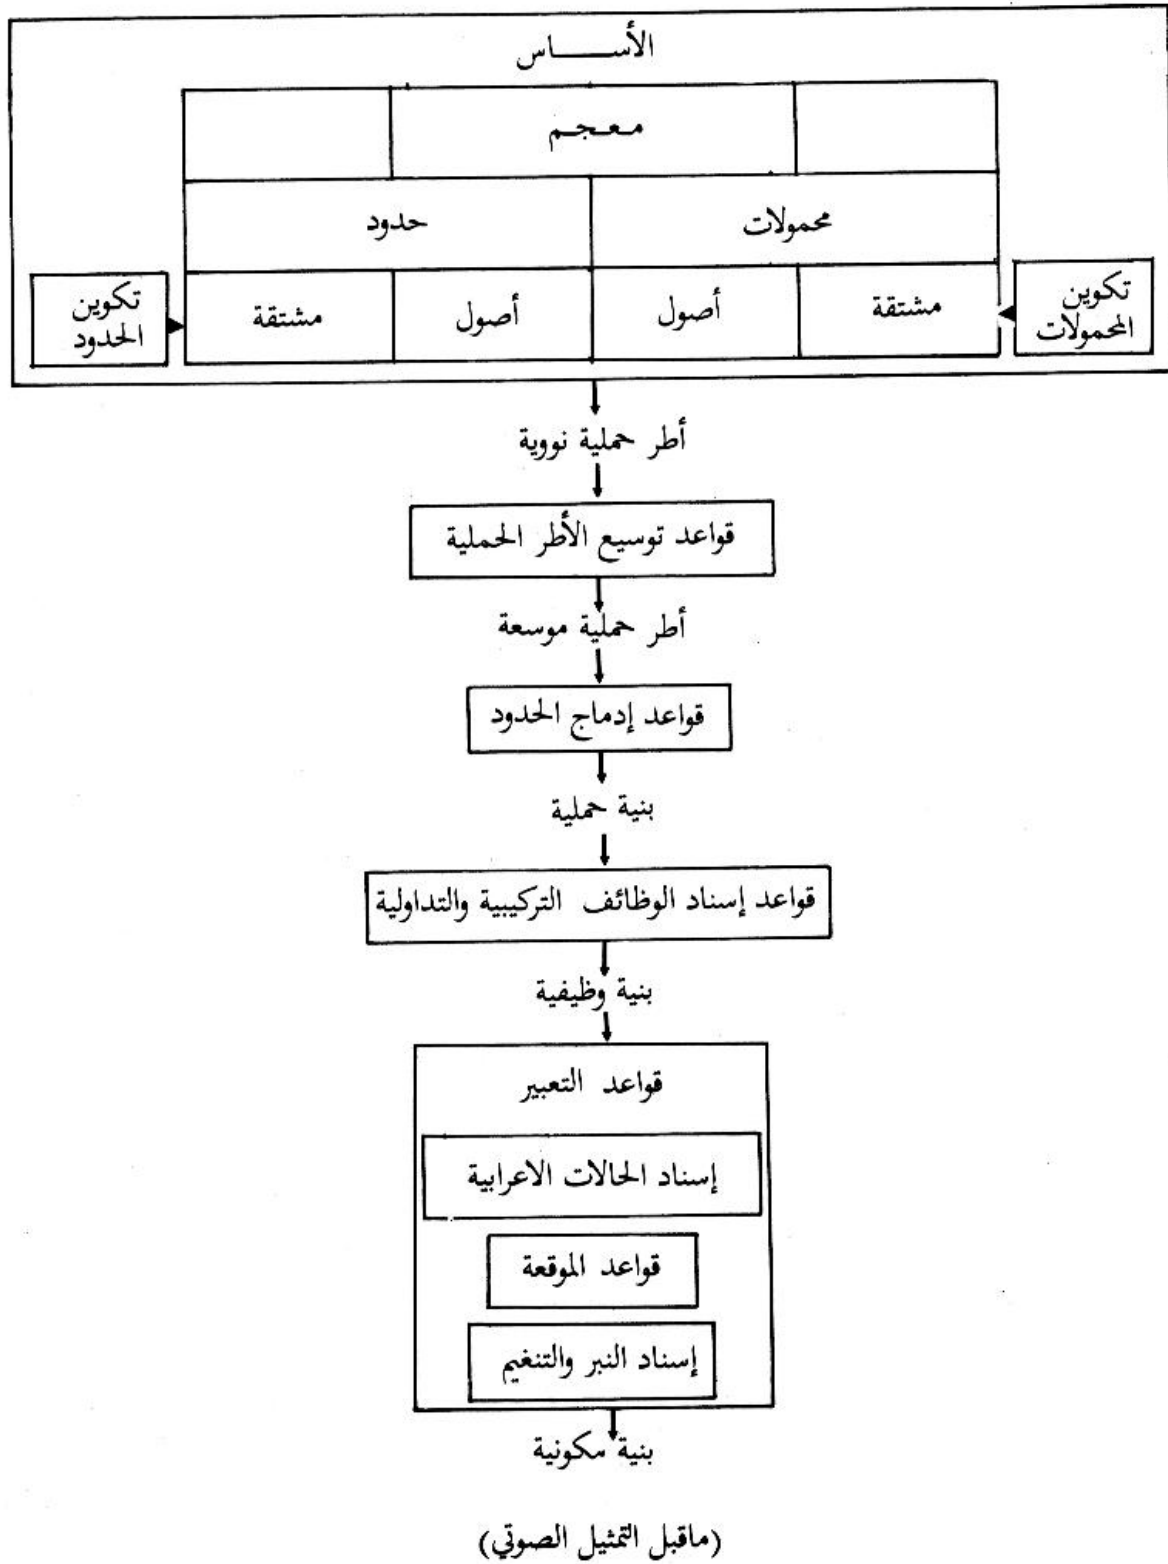 الأســـــاس
معجم
محمولات
حدود
تكوين
المحمولات
مشتقة
أصول
أصول
مشتقة
تكوين
الحدود
أطر حملية نووية
قواعد توسيع الأطر الحملية
أطر حملية موسعة
قواعد إدماج الحدود
بنية حملية
قواعد إسناد الوظائف التركيبية والتداولية
بنية وظيفية
قواعد التعبير
إسناد الحالات الاعرابية
قواعد الموقعة
إسناد النبر والتنغيم
بنية مكونية
(ماقبل التمثيل الصوتي)